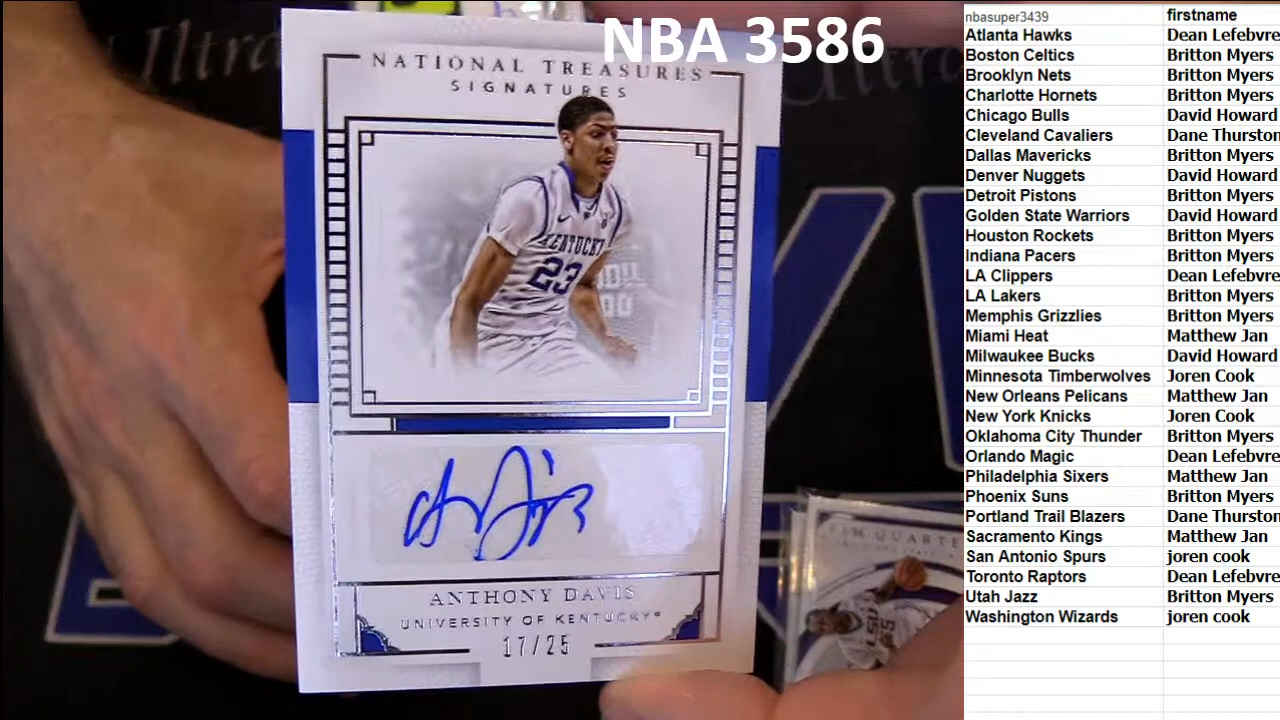 NBA 3586
NATIONAL TREASURES
SIGNATURES
KENTUCKY
23
ANTHONY DAVIS
UNIVERSITY OF KENTUCKY
17/25
nbasuper3439 firstname
Atlanta Hawks Dean Lefebvre
Boston Celtics Britton Myers
Brooklyn Nets Britton Myers
Charlotte Hornets Britton Myers
Chicago Bulls David Howard
Cleveland Cavaliers Dane Thurston
Dallas Mavericks Britton Myers
Denver Nuggets David Howard
Detroit Pistons Britton Myers
Golden State Warriors David Howard
Houston Rockets Britton Myers
Indiana Pacers Britton Myers
LA Clippers Dean Lefebvre
LA Lakers Britton Myers
Memphis Grizzlies Britton Myers
Miami Heat Matthew Jan
Milwaukee Bucks David Howard
Minnesota Timberwolves Joren Cook
New Orleans Pelicans Matthew Jan
New York Knicks Joren Cook
Oklahoma City Thunder Britton Myers
Orlando Magic Dean Lefebvre
Philadelphia Sixers Matthew Jan
Phoenix Suns Britton Myers
Portland Trail Blazers Dane Thurston
Sacramento Kings Matthew Jan
San Antonio Spurs joren cook
Toronto Raptors Dean Lefebvre
Utah Jazz Britton Myers
Washington Wizards joren cook